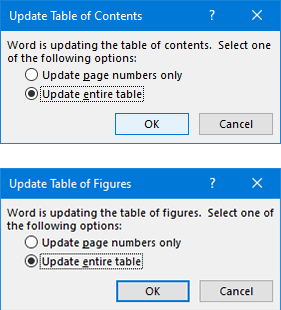 Update Table of Contents ? ×
Word is updating the table of contents. Select one
of the following options:
Update page numbers only
Update entire table
OK Cancel
Update Table of Figures ? ×
Word is updating the table of figures. Select one of
the following options:
Update page numbers only
Update entire table
OK Cancel